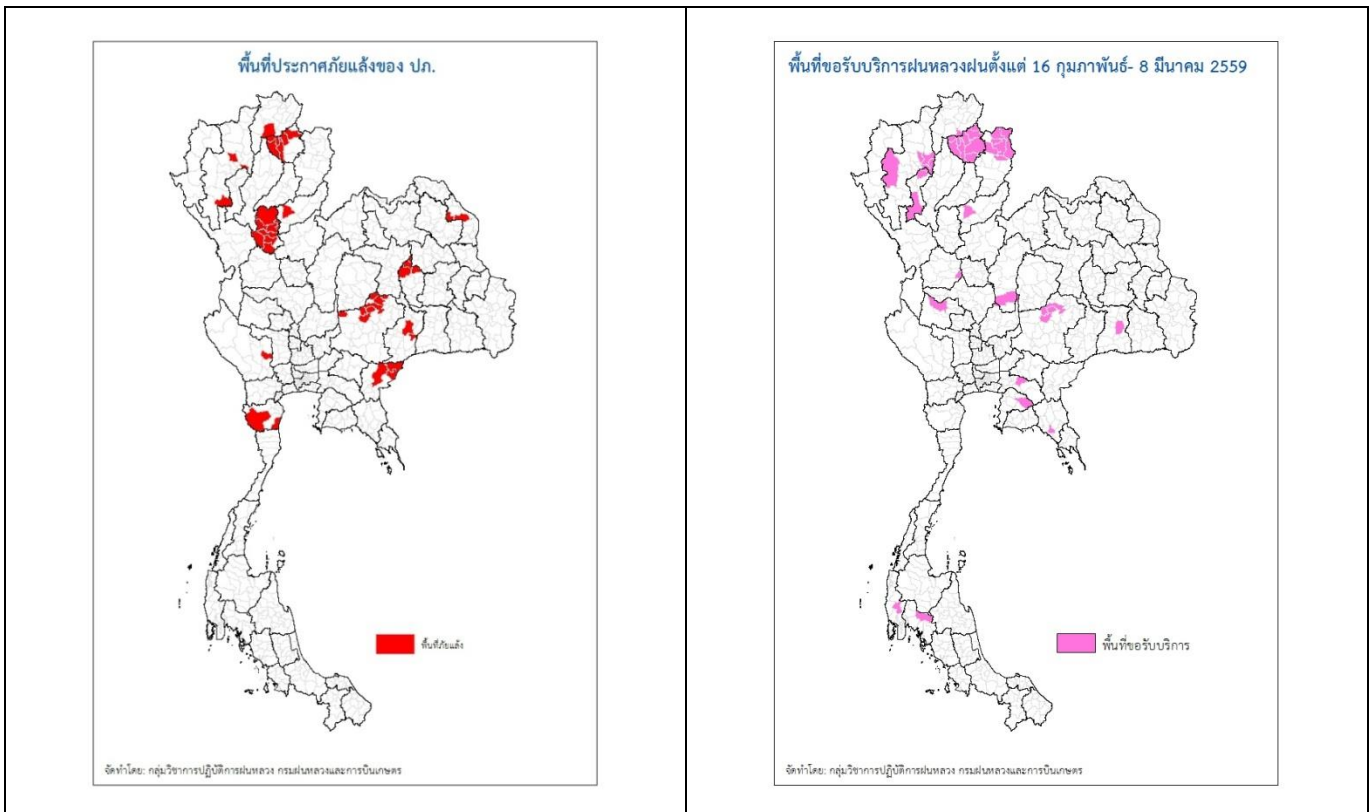 พื้นที่ประกาศภัยแล้งของ ปภ.
พื้นที่ภัยแล้ง
จัดทำโดย: กลุ่มวิชาการปฏิบัติการฝนหลวง กรมฝนหลวงและการบินเกษตร
พื้นที่ขอรับบริการฝนหลวงฝนตั้งแต่ 16 กุมภาพันธ์- 8 มีนาคม 2559
พื้นที่ขอรับบริการ
จัดทำโดย: กลุ่มวิชาการปฏิบัติการฝนหลวง กรมฝนหลวงและการบินเกษตร